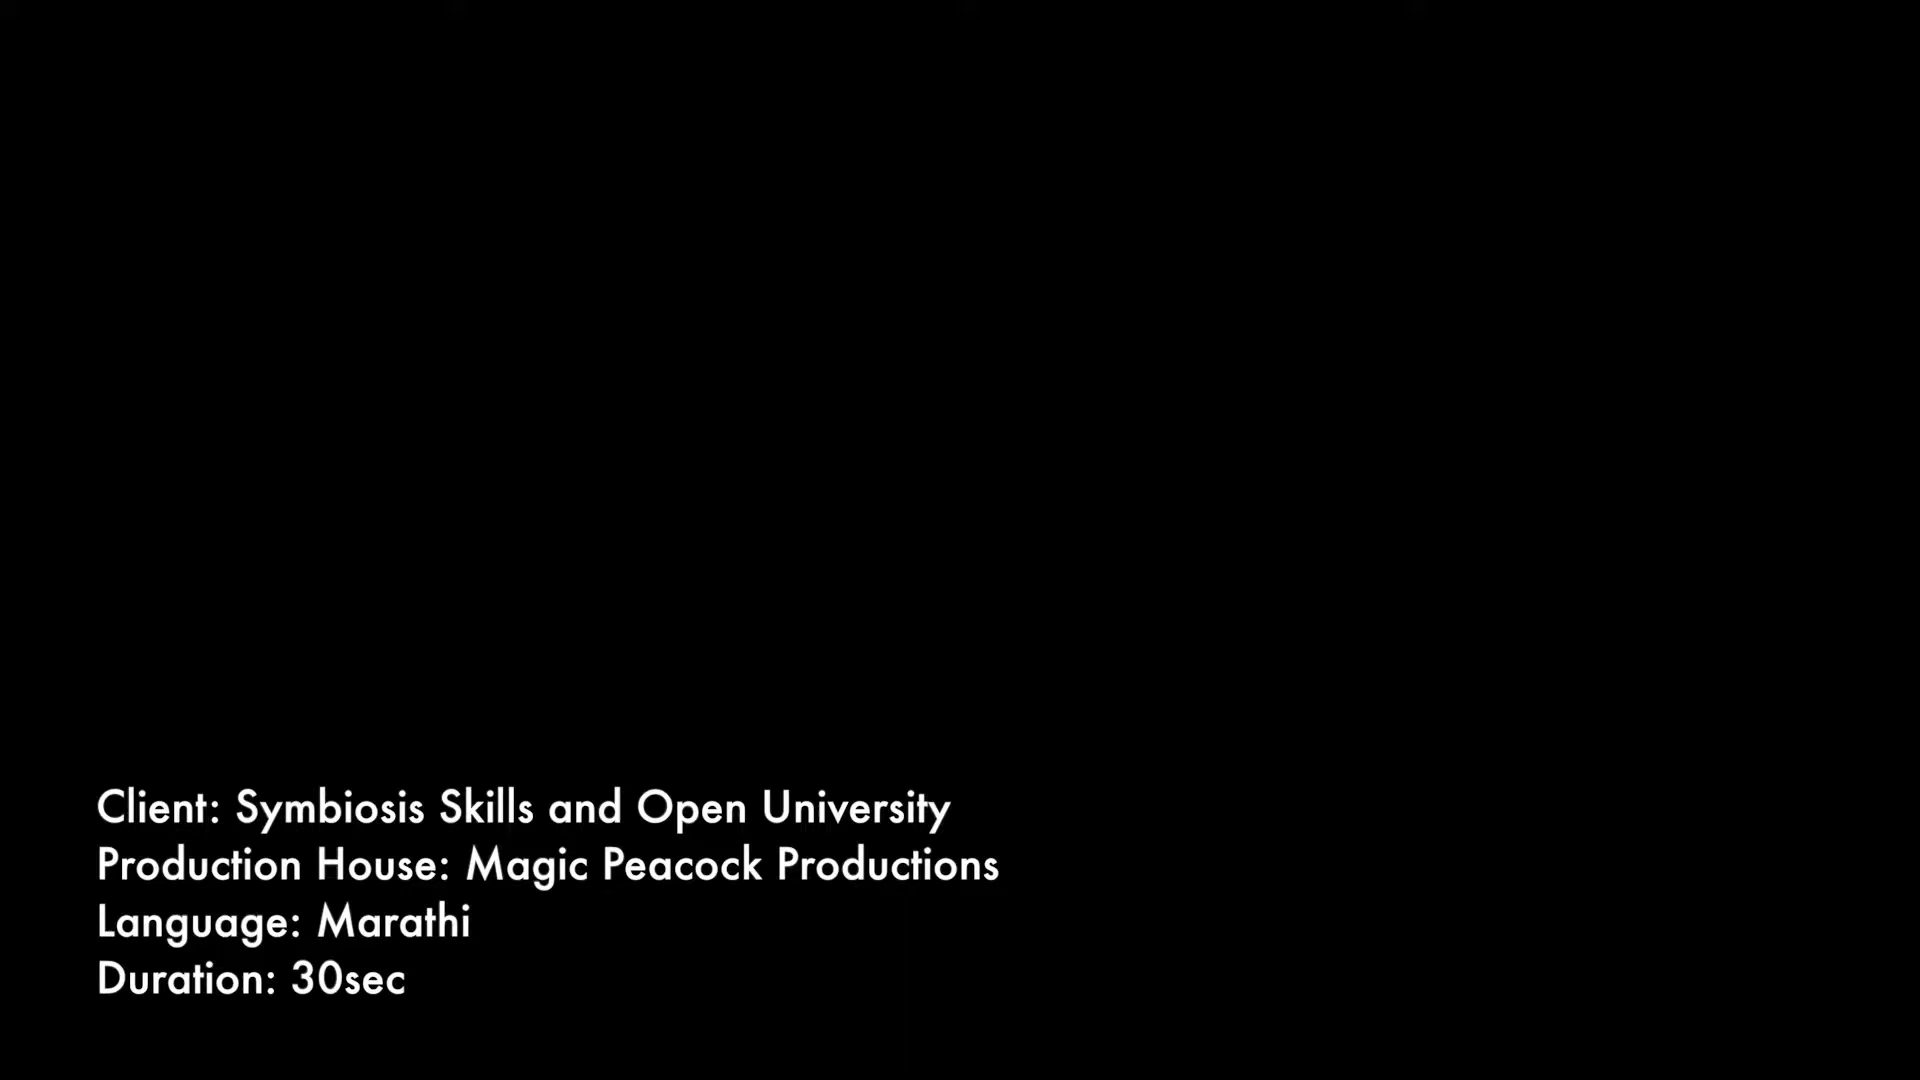 Client: Symbiosis Skills and Open University
Production House: Magic Peacock Productions
Language: Marathi
Duration: 30sec